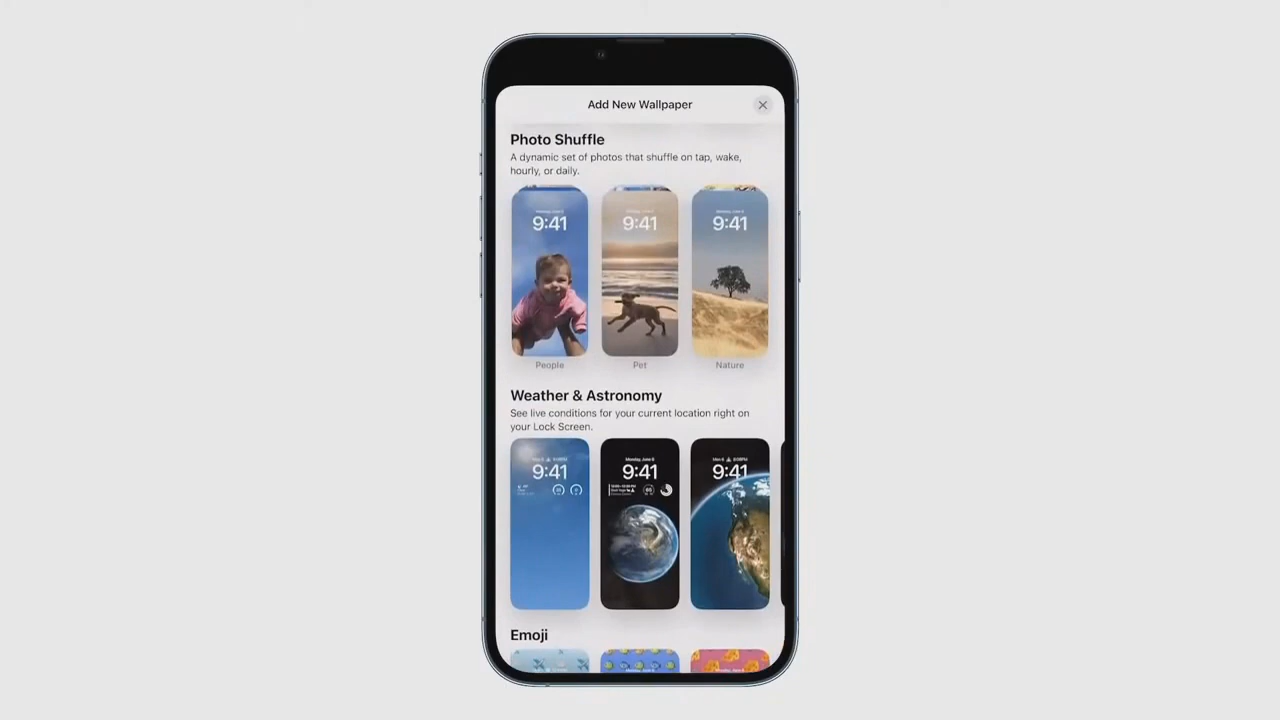 Add New Wallpaper
Photo Shuffle
A dynamic set of photos that shuffle on tap, wake,
hourly, or daily.
9:41
9:41
9:41
People
Pet
Nature
Weather & Astronomy
See live conditions for your current location right on
your Lock Screen.
9:41
Monday, June 6
9:41
9:41
Emoji